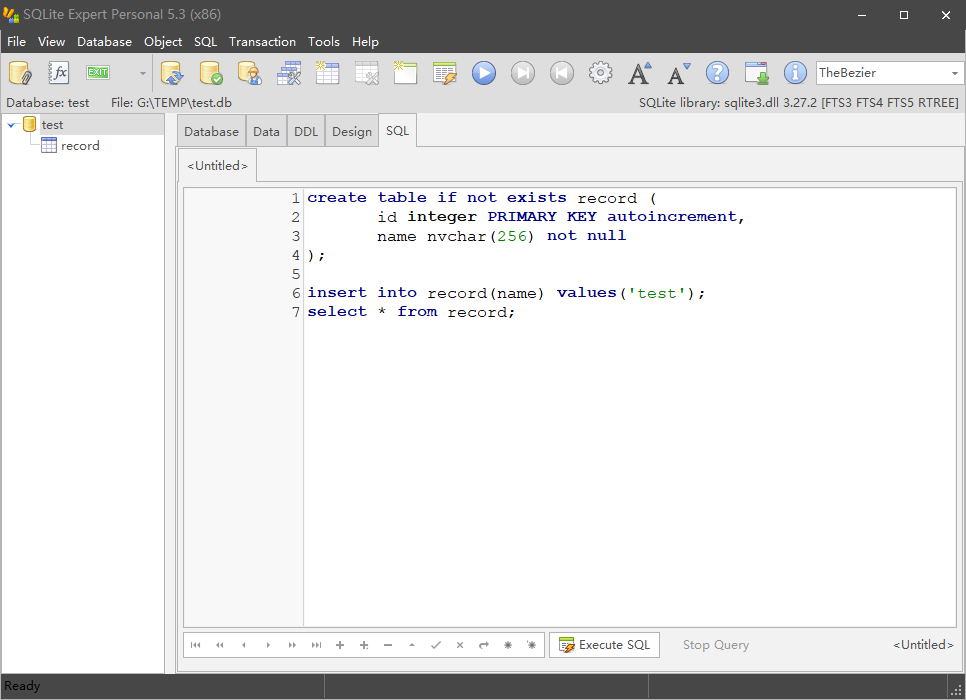 SQLite Expert Personal 5.3 (x86)
File View Database Object SQL Transaction Tools Help
fx EXIT A A ? i TheBezier
Database: test File: G:\TEMP\test.db SQLite library: sqlite3.dll 3.27.2 [FTS3 FTS4 FTS5 RTREE]
test
record
Database Data DDL Design SQL
<Untitled>
1 create table if not exists record (
2 id integer PRIMARY KEY autoincrement,
3 name nvchar(256) not null
4 );
5
6 insert into record(name) values('test');
7 select * from record;
Execute SQL Stop Query <Untitled>
Ready